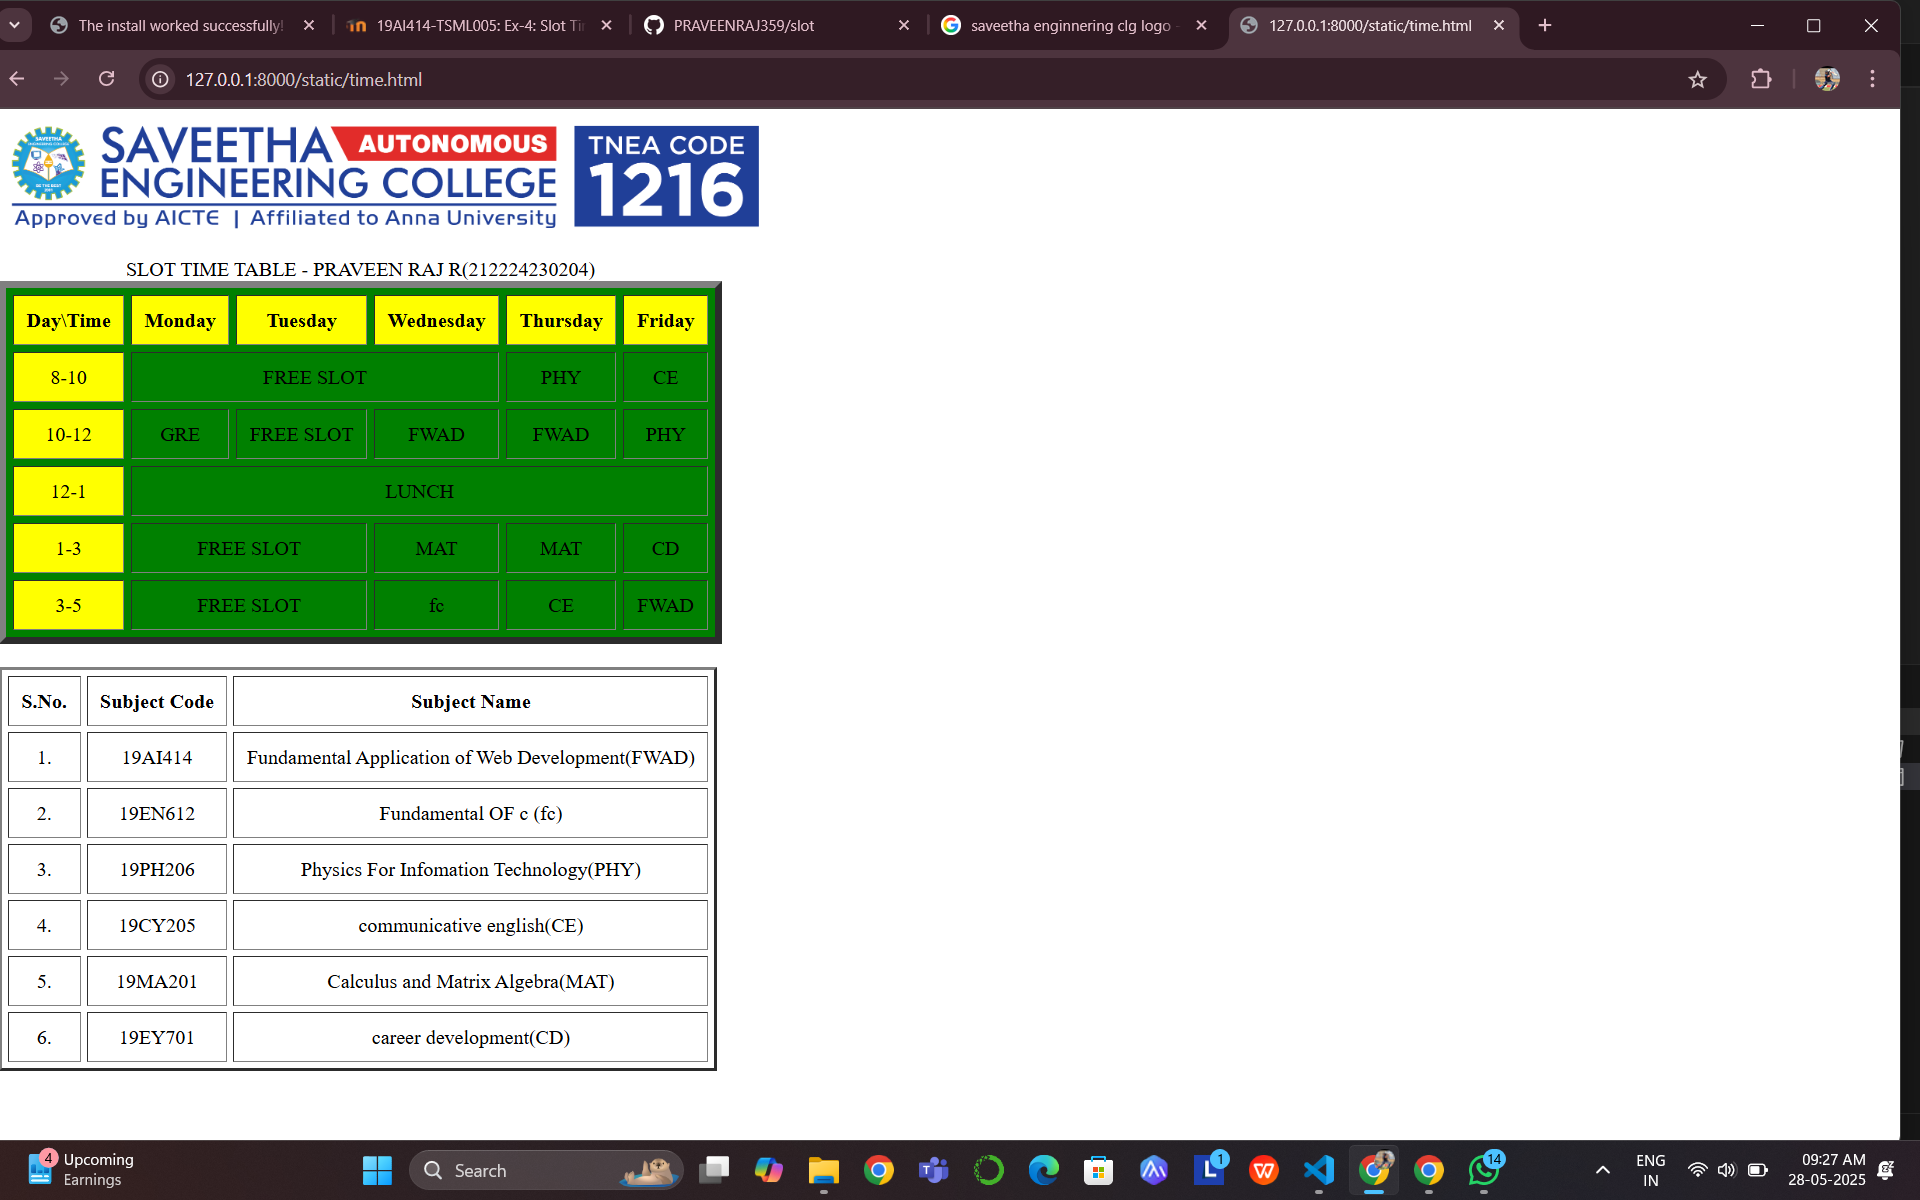 The install worked successfully!
19AI414-TSML005: Ex-4: Slot Ti
PRAVEENRAJ359/slot
saveetha enginnering clg logo -
127.0.0.1:8000/static/time.html
127.0.0.1:8000/static/time.html
SAVEETHA AUTONOMOUS
ENGINEERING COLLEGE
Approved by AICTE | Affiliated to Anna University
TNEA CODE
1216
SLOT TIME TABLE - PRAVEEN RAJ R(212224230204)
Day\Time Monday Tuesday Wednesday Thursday Friday
8-10 FREE SLOT PHY CE
10-12 GRE FREE SLOT FWAD FWAD PHY
12-1 LUNCH
1-3 FREE SLOT MAT MAT CD
3-5 FREE SLOT fc CE FWAD
S.No. Subject Code Subject Name
1. 19AI414 Fundamental Application of Web Development(FWAD)
2. 19EN612 Fundamental OF c (fc)
3. 19PH206 Physics For Infomation Technology(PHY)
4. 19CY205 communicative english(CE)
5. 19MA201 Calculus and Matrix Algebra(MAT)
6. 19EY701 career development(CD)
4
Upcoming
Earnings
Search
1
14
ENG
IN
09:27 AM
28-05-2025